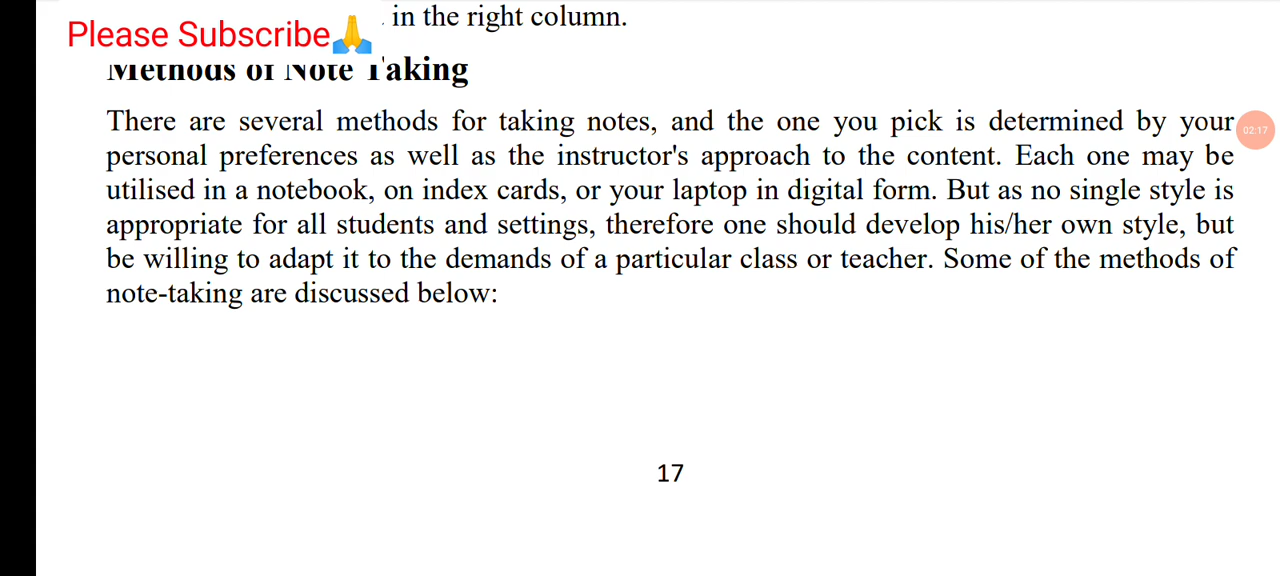 in the right column.
Please Subscribe🙏
Methods of Note Taking
There are several methods for taking notes, and the one you pick is determined by your
02:17
personal preferences as well as the instructor's approach to the content. Each one may be
utilised in a notebook, on index cards, or your laptop in digital form. But as no single style is
appropriate for all students and settings, therefore one should develop his/her own style, but
be willing to adapt it to the demands of a particular class or teacher. Some of the methods of
note-taking are discussed below:
17